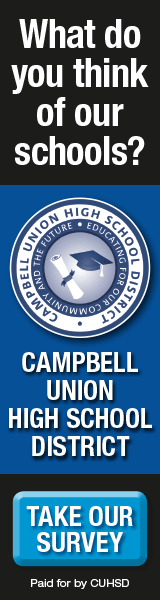 What do
you think
of our
schools?
CAMPBELL UNION HIGH SCHOOL DISTRICT
EDUCATING FOR OUR COMMUNITY AND THE FUTURE
CAMPBELL
UNION
HIGH SCHOOL
DISTRICT
TAKE OUR
SURVEY
Paid for by CUHSD